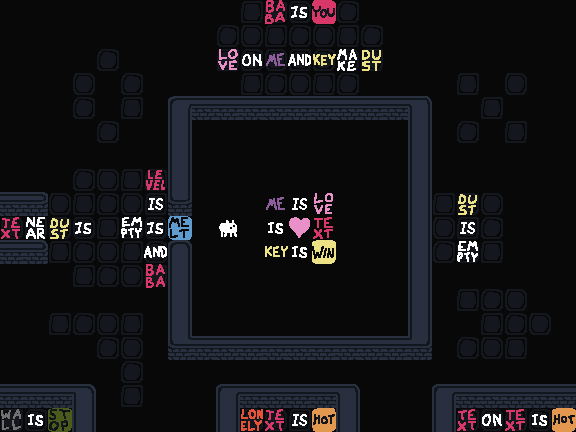 BABA IS YOU
LOVE ON ME AND KEY MAKE DUST
LEVEL
IS
TEXT NEAR DUST IS EMPTY IS MELT
AND
BABA
ME IS LOVE
IS TEXT
KEY IS WIN
DUST
IS
EMPTY
WALL IS STOP
LONELY TEXT IS HOT
TEXT ON TEXT IS HOT